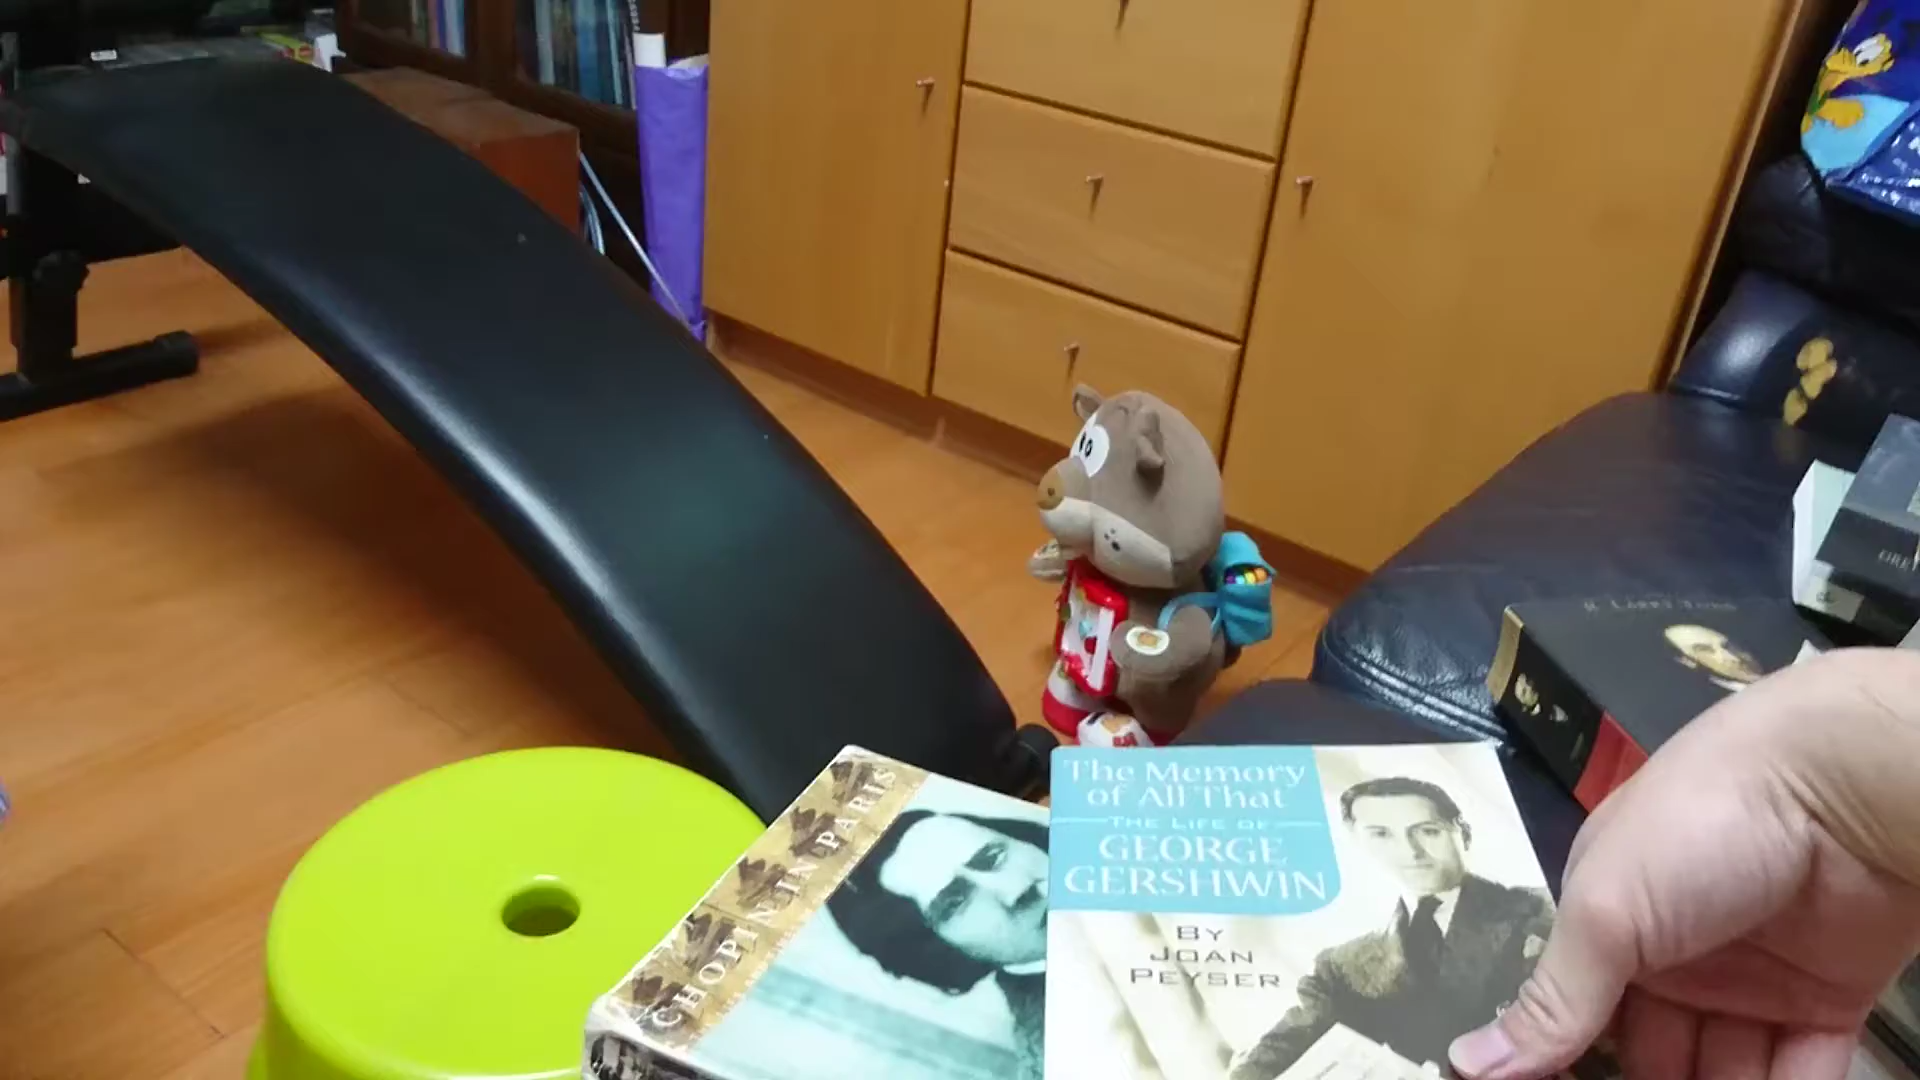 CHOPIN IN PARIS
The Memory
of All That
THE LIFE OF
GEORGE
GERSHWIN
BY
JOAN
PEYSER